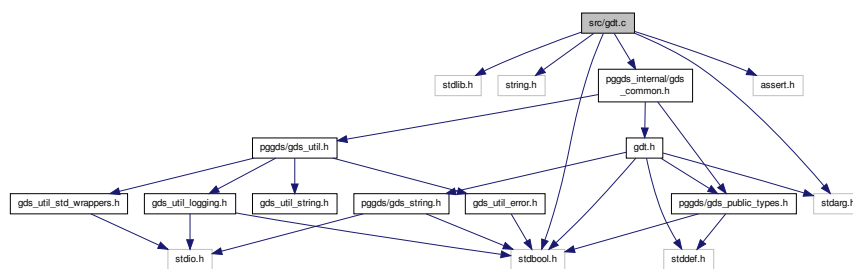 src/gdt.c
stdlib.h
string.h
pggds_internal/gds
_common.h
assert.h
pggds/gds_util.h
gdt.h
gds_util_std_wrappers.h
gds_util_logging.h
gds_util_string.h
pggds/gds_string.h
gds_util_error.h
pggds/gds_public_types.h
stdarg.h
stdio.h
stdbool.h
stddef.h